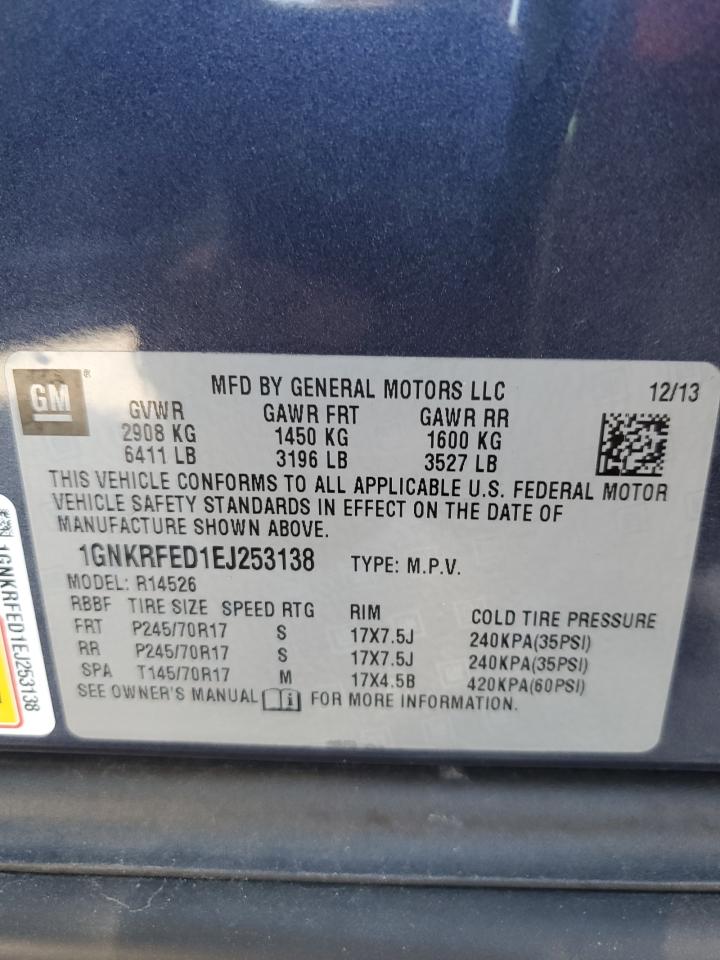 GM ®
MFD BY GENERAL MOTORS LLC 12/13
GVWR GAWR FRT GAWR RR
2908 KG 1450 KG 1600 KG
6411 LB 3196 LB 3527 LB
THIS VEHICLE CONFORMS TO ALL APPLICABLE U.S. FEDERAL MOTOR
VEHICLE SAFETY STANDARDS IN EFFECT ON THE DATE OF
MANUFACTURE SHOWN ABOVE.
1GNKRFED1EJ253138 TYPE: M.P.V.
MODEL: R14526
RBBF TIRE SIZE SPEED RTG RIM COLD TIRE PRESSURE
FRT P245/70R17 S 17X7.5J 240KPA(35PSI)
RR P245/70R17 S 17X7.5J 240KPA(35PSI)
SPA T145/70R17 M 17X4.5B 420KPA(60PSI)
SEE OWNER'S MANUAL i FOR MORE INFORMATION.
1GNKRFED1EJ253138